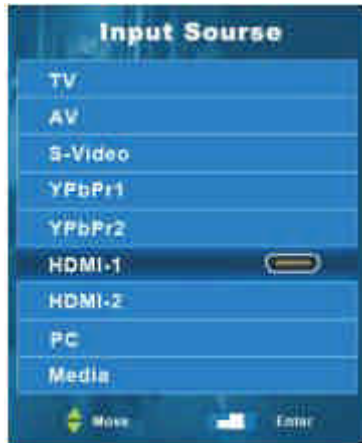 Input Sourse
TV
AV
S-Video
YPbPr1
YPbPr2
HDMI-1
HDMI-2
PC
Media
Move Enter